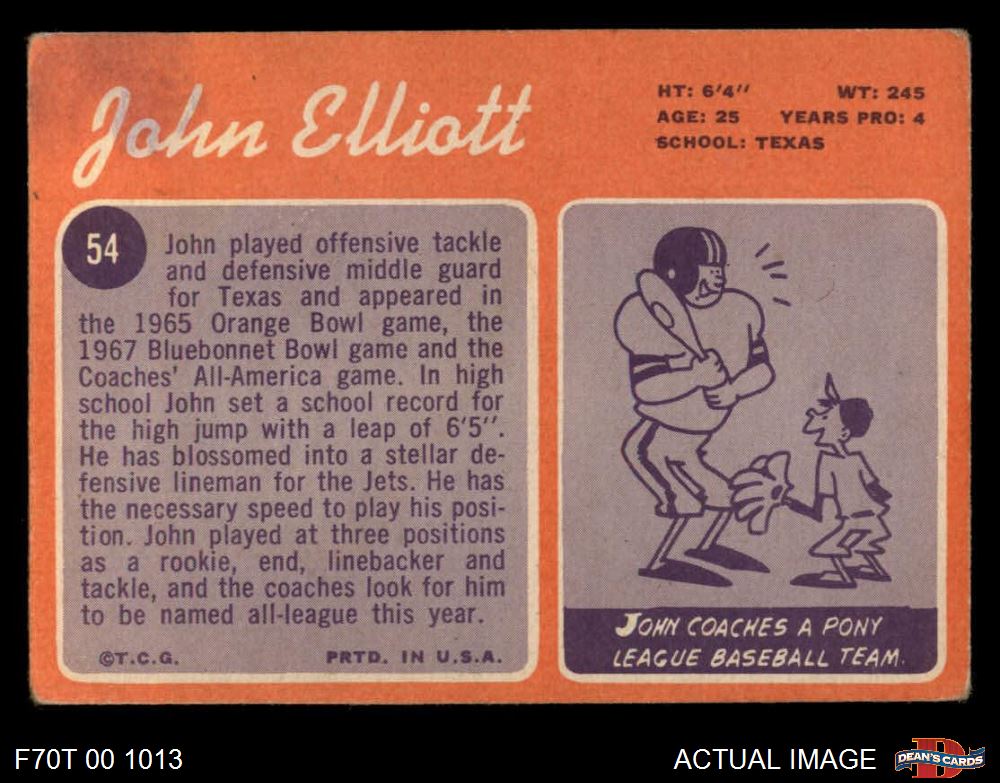 John Elliott
HT: 6'4" WT: 245
AGE: 25 YEARS PRO: 4
SCHOOL: TEXAS
54
John played offensive tackle
and defensive middle guard
for Texas and appeared in
the 1965 Orange Bowl game, the
1967 Bluebonnet Bowl game and the
Coaches' All-America game. In high
school John set a school record for
the high jump with a leap of 6'5".
He has blossomed into a stellar de-
fensive lineman for the Jets. He has
the necessary speed to play his posi-
tion. John played at three positions
as a rookie, end, linebacker and
tackle, and the coaches look for him
to be named all-league this year.
©T.C.G. PRTD. IN U.S.A.
JOHN COACHES A PONY
LEAGUE BASEBALL TEAM.
F70T 00 1013
ACTUAL IMAGE
D
DEAN'S CARDS